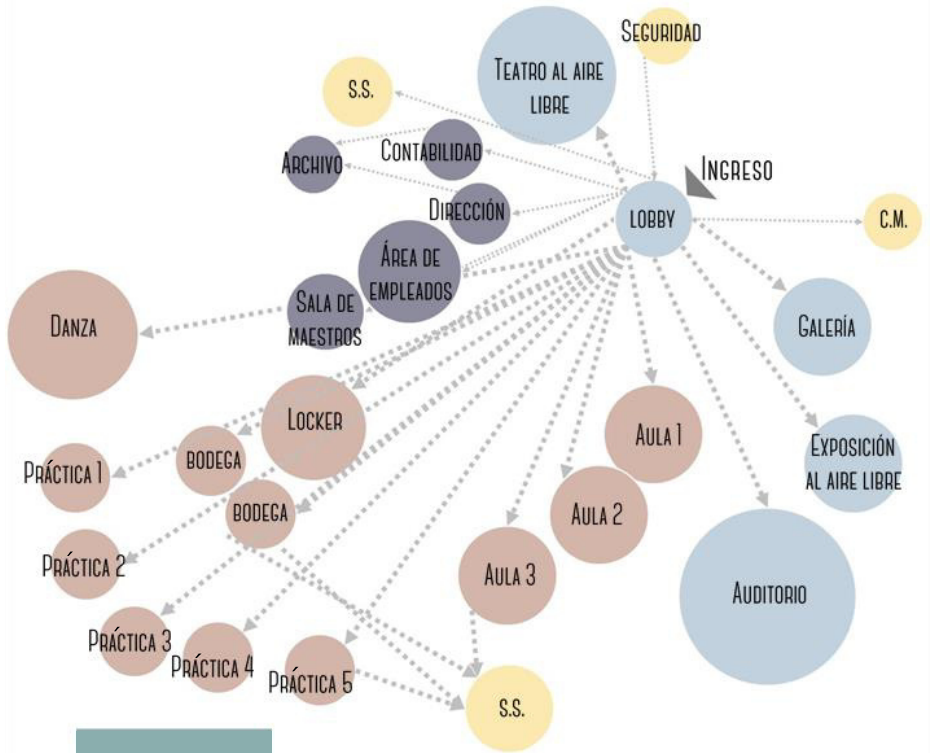 SEGURIDAD
TEATRO AL AIRE
LIBRE
S.S.
CONTABILIDAD
ARCHIVO
INGRESO
DIRECCIÓN
LOBBY
C.M.
ÁREA DE
EMPLEADOS
SALA DE
MAESTROS
DANZA
GALERÍA
LOCKER
AULA 1
EXPOSICIÓN
AL AIRE LIBRE
BODEGA
PRÁCTICA 1
BODEGA
AULA 2
PRÁCTICA 2
AULA 3
AUDITORIO
PRÁCTICA 3
PRÁCTICA 4
PRÁCTICA 5
S.S.